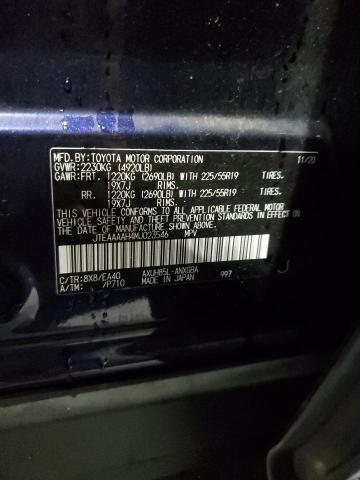 MFD.BY:TOYOTA MOTOR CORPORATION 11/20
GVWR:2230KG (4920LB)
GAWR:FRT. 1220KG (2690LB) WITH 225/55R19 TIRES.
19X7J RIMS.
RR. 1220KG (2690LB) WITH 225/55R19 TIRES.
19X7J RIMS.
THIS VEHICLE CONFORMS TO ALL APPLICABLE FEDERAL MOTOR VEHICLE SAFETY AND THEFT PREVENTION STANDARDS IN EFFECT ON
THE DATE OF MANUFACTURE SHOWN ABOVE.
JTEAAAAH4MJ023546 MPV
C/TR:8X8/EA40 AXUH85L-ANXGBA
A/TM: /P710 MADE IN JAPAN 997 J